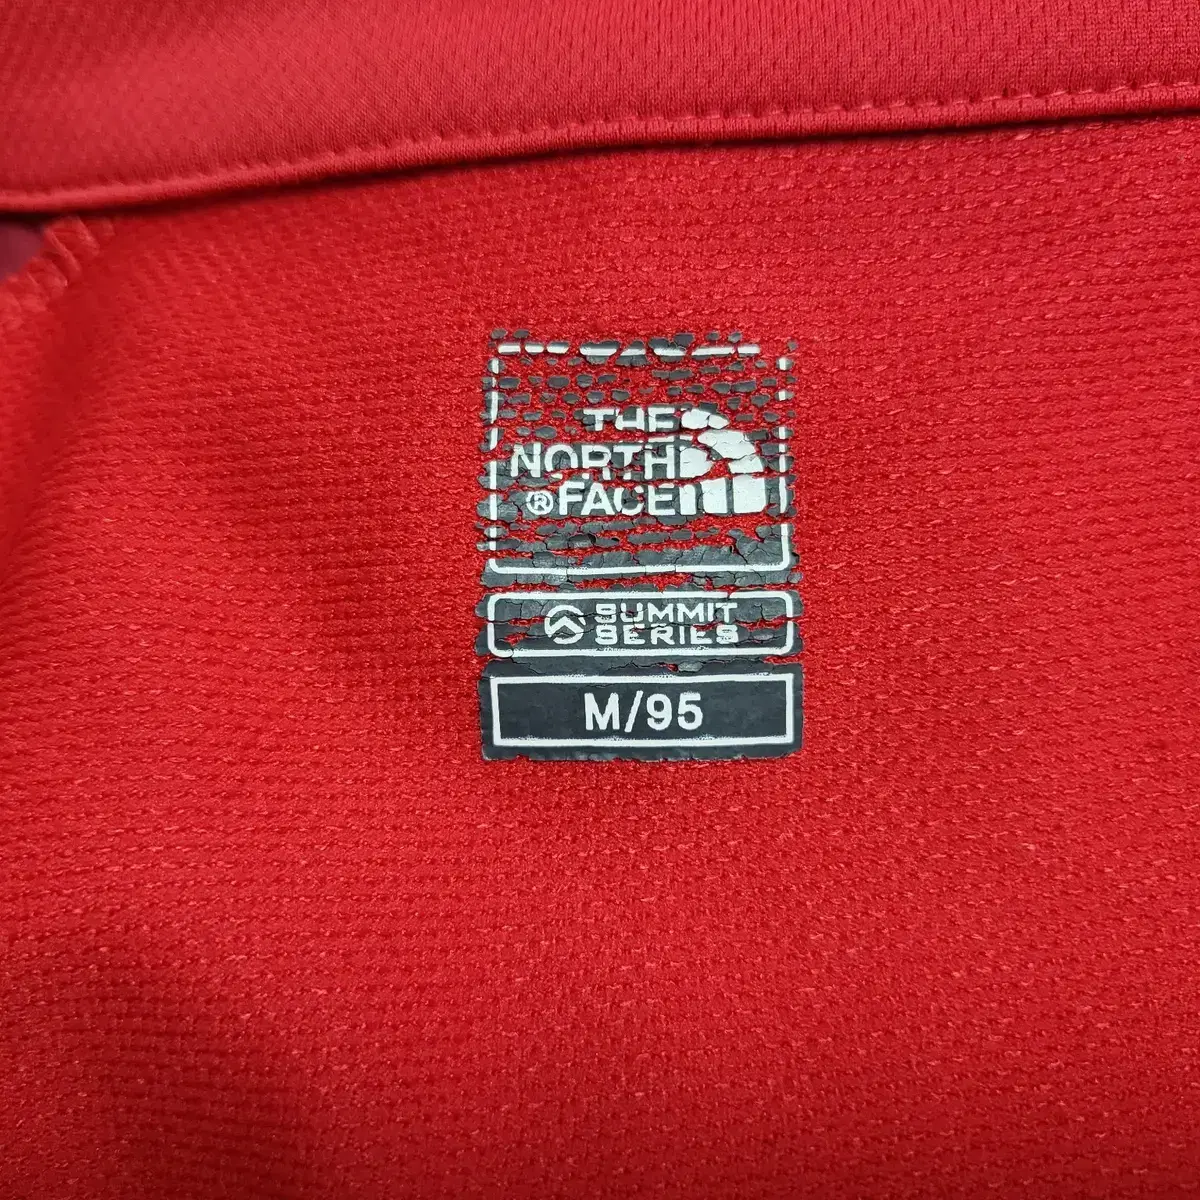 THE
NORTH
®FACE
SUMMIT
SERIES
M/95